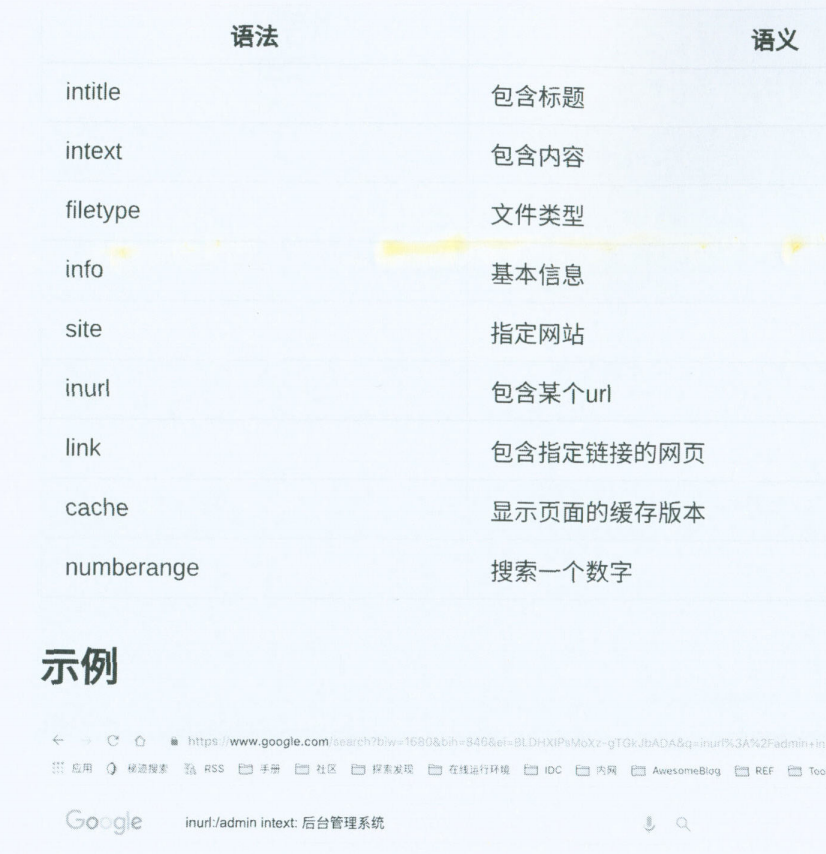 语法 语义
intitle 包含标题
intext 包含内容
filetype 文件类型
info 基本信息
site 指定网站
inurl 包含某个url
link 包含指定链接的网页
cache 显示页面的缓存版本
numberange 搜索一个数字
示例
https://www.google.com/search?biw=1680&bih=846&ei=BLDHXIPsMoXz-gTGkJbADA&q=inurl%3A%2Fadmin+in
应用 梯道搜索 RSS 手册 社区 探索发现 在线运行环境 IDC 内网 AwesomeBlog REF Too
Google inurl:/admin intext: 后台管理系统